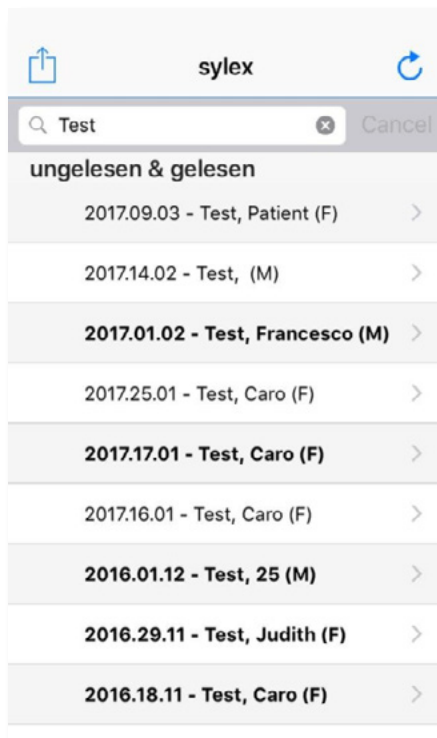 sylex
Test Cancel
ungelesen & gelesen
2017.09.03 - Test, Patient (F)
2017.14.02 - Test, (M)
2017.01.02 - Test, Francesco (M)
2017.25.01 - Test, Caro (F)
2017.17.01 - Test, Caro (F)
2017.16.01 - Test, Caro (F)
2016.01.12 - Test, 25 (M)
2016.29.11 - Test, Judith (F)
2016.18.11 - Test, Caro (F)